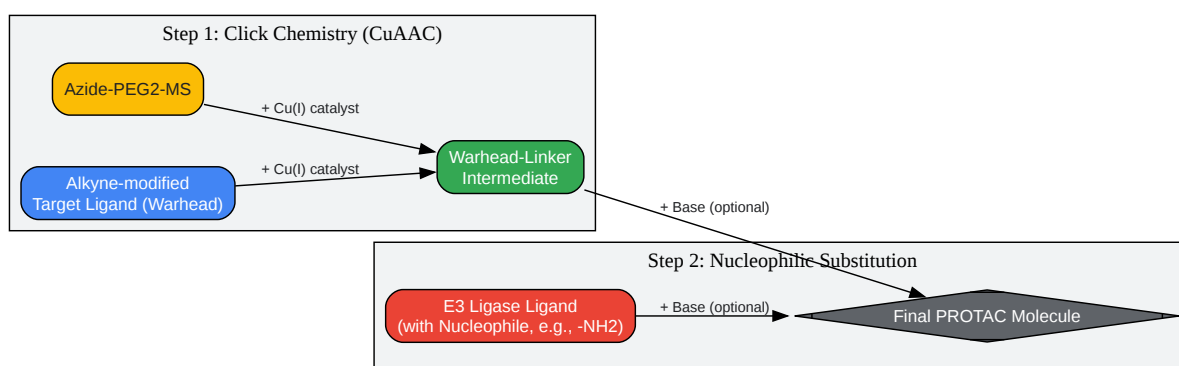 Step 1: Click Chemistry (CuAAC)
Azide-PEG2-MS
+ Cu(I) catalyst
Alkyne-modified
Target Ligand (Warhead)
+ Cu(I) catalyst
Warhead-Linker
Intermediate
+ Base (optional)
Step 2: Nucleophilic Substitution
E3 Ligase Ligand
(with Nucleophile, e.g., -NH2)
+ Base (optional)
Final PROTAC Molecule